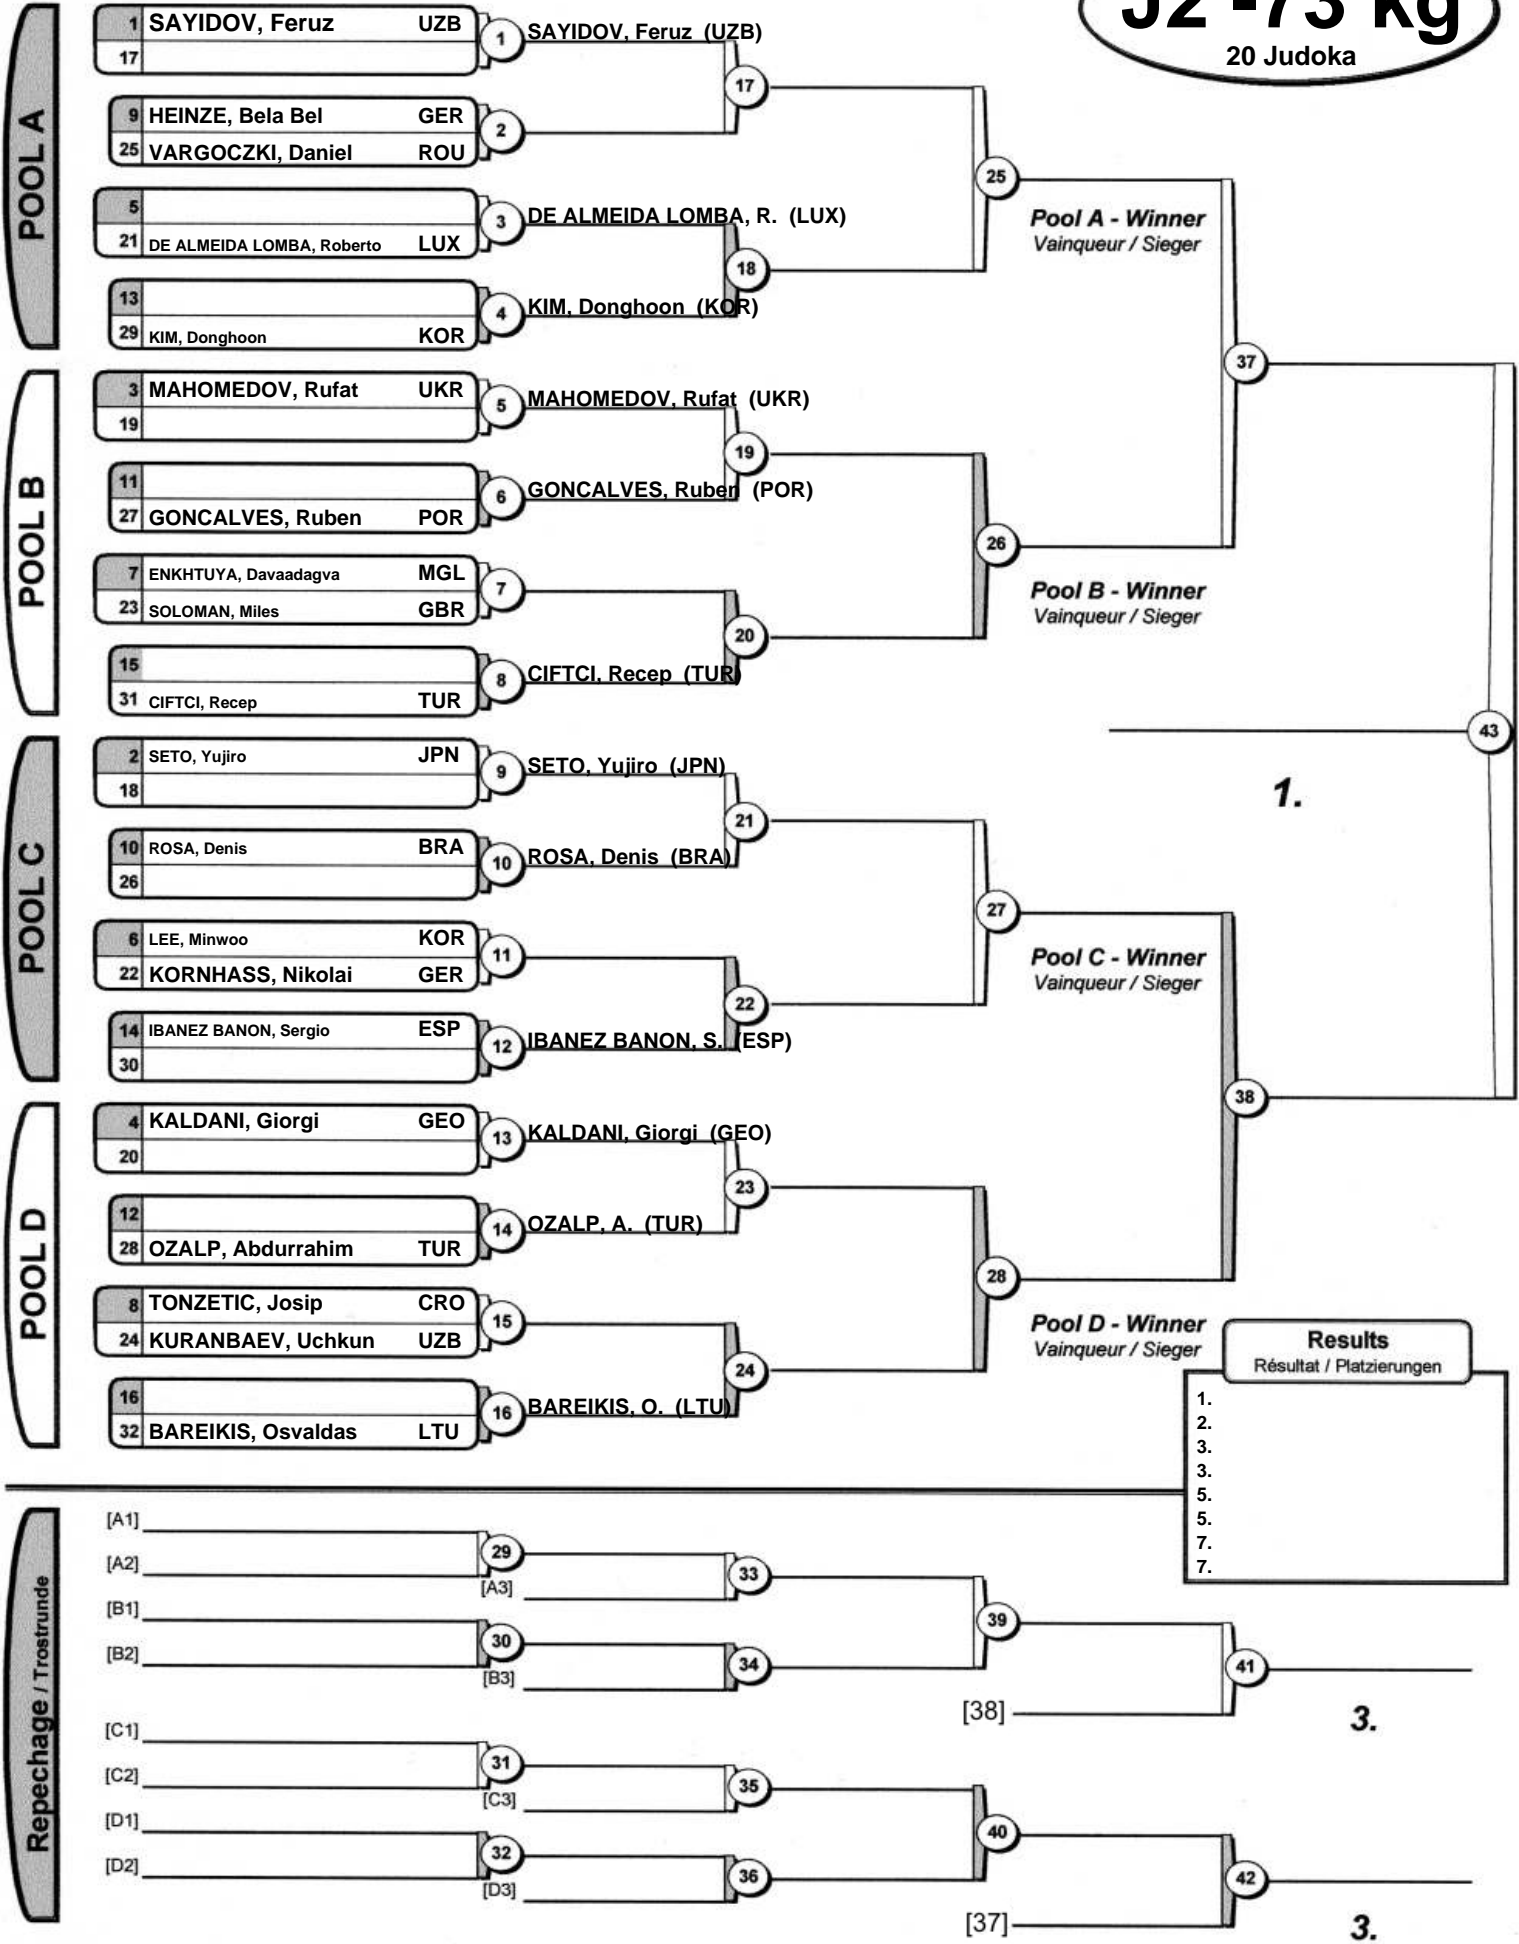 J2 -73 kg
20 Judoka
POOL A
1 SAYIDOV, Feruz UZB
17
1 SAYIDOV, Feruz (UZB)
17
9 HEINZE, Bela Bel GER
25 VARGOCZKI, Daniel ROU
2
25
5
21 DE ALMEIDA LOMBA, Roberto LUX
3 DE ALMEIDA LOMBA, R. (LUX)
18
Pool A - Winner
Vainqueur / Sieger
13
29 KIM, Donghoon KOR
4 KIM, Donghoon (KOR)
37
POOL B
3 MAHOMEDOV, Rufat UKR
19
5 MAHOMEDOV, Rufat (UKR)
19
11
27 GONCALVES, Ruben POR
6 GONCALVES, Ruben (POR)
26
7 ENKHTUYA, Davaadagva MGL
23 SOLOMAN, Miles GBR
7
20
Pool B - Winner
Vainqueur / Sieger
15
31 CIFTCI, Recep TUR
8 CIFTCI, Recep (TUR)
43
1.
POOL C
2 SETO, Yujiro JPN
18
9 SETO, Yujiro (JPN)
21
10 ROSA, Denis BRA
26
10 ROSA, Denis (BRA)
27
6 LEE, Minwoo KOR
22 KORNHASS, Nikolai GER
11
22
Pool C - Winner
Vainqueur / Sieger
14 IBANEZ BANON, Sergio ESP
30
12 IBANEZ BANON, S. (ESP)
38
POOL D
4 KALDANI, Giorgi GEO
20
13 KALDANI, Giorgi (GEO)
23
12
28 OZALP, Abdurrahim TUR
14 OZALP, A. (TUR)
28
8 TONZETIC, Josip CRO
24 KURANBAEV, Uchkun UZB
15
24
Pool D - Winner
Vainqueur / Sieger
16
32 BAREIKIS, Osvaldas LTU
16 BAREIKIS, O. (LTU)
Results
Résultat / Platzierungen
1.
2.
3.
3.
5.
5.
7.
7.
Repechage / Trostrunde
[A1]
[A2]
29
[A3]
33
[B1]
[B2]
30
[B3]
34
39
[38]
41
3.
[C1]
[C2]
31
[C3]
35
[D1]
[D2]
32
[D3]
36
40
[37]
42
3.